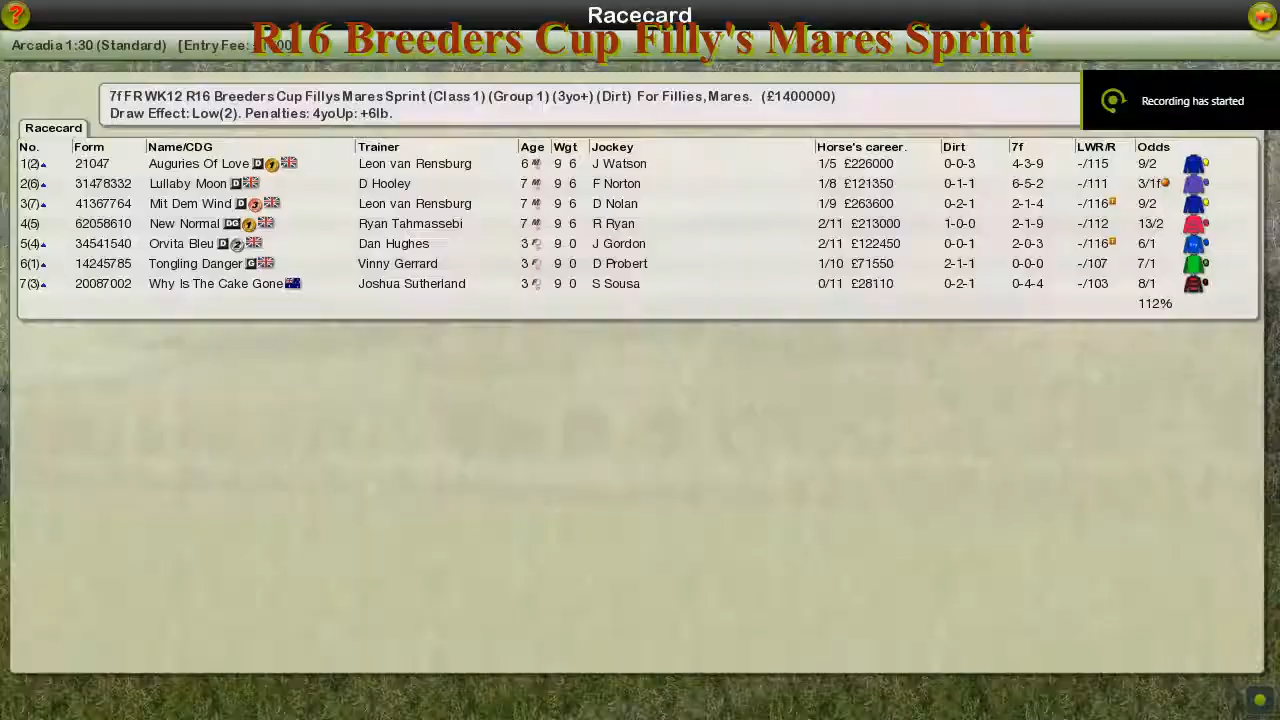 Racecard
R16 Breeders Cup Filly's Mares Sprint
Arcadia 1:30 (Standard) [Entry Fee:
7f FR WK12 R16 Breeders Cup Fillys Mares Sprint (Class 1) (Group 1) (3yo+) (Dirt) For Fillies, Mares. (£1400000)
Draw Effect: Low(2). Penalties: 4yoUp: +6lb.
Recording has started
Racecard
No. Form Name/CDG Trainer Age Wgt Jockey Horse's career. Dirt 7f LWR/R Odds
1(2) 21047 Auguries Of Love D 1 Leon van Rensburg 6 9 6 J Watson 1/5 £226000 0-0-3 4-3-9 -/115 9/2
2(6) 31478332 Lullaby Moon D D Hooley 7 9 6 F Norton 1/8 £121350 0-1-1 6-5-2 -/111 3/1f
3(7) 41367764 Mit Dem Wind D 3 Leon van Rensburg 7 9 6 D Nolan 1/9 £263600 0-2-1 2-1-4 -/116 9/2
4(5) 62058610 New Normal DG 1 Ryan Tahmassebi 7 9 6 R Ryan 2/11 £213000 1-0-0 2-1-9 -/112 13/2
5(4) 34541540 Orvita Bleu D 2 Dan Hughes 3 9 0 J Gordon 2/11 £122450 0-0-1 2-0-3 -/116 6/1
6(1) 14245785 Tongling Danger G Vinny Gerrard 3 9 0 D Probert 1/10 £71550 2-1-1 0-0-0 -/107 7/1
7(3) 20087002 Why Is The Cake Gone Joshua Sutherland 3 9 0 S Sousa 0/11 £28110 0-2-1 0-4-4 -/103 8/1
112%